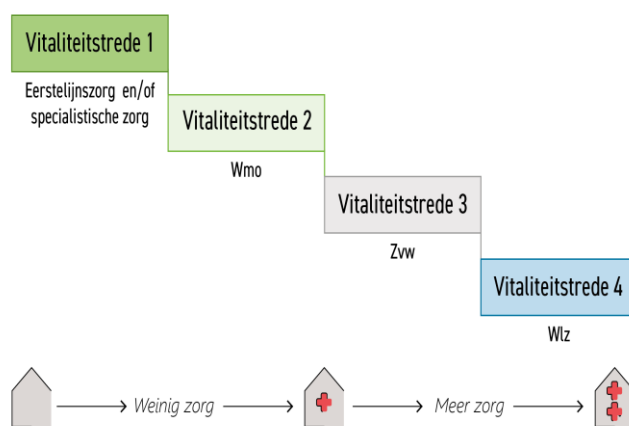 Vitaliteitstrede 1
Eerstelijnszorg en/of
specialistische zorg
Vitaliteitstrede 2
Wmo
Vitaliteitstrede 3
Zvw
Vitaliteitstrede 4
Wlz
Weinig zorg
Meer zorg